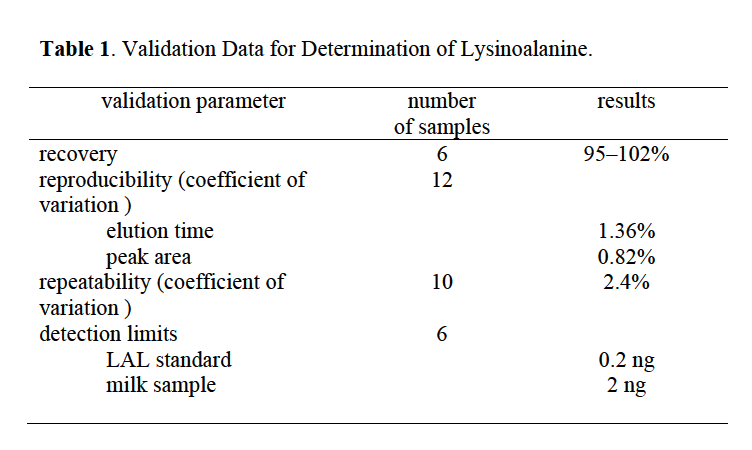 Table 1. Validation Data for Determination of Lysinoalanine.
validation parameter number results
of samples
recovery 6 95–102%
reproducibility (coefficient of 12
variation )
elution time 1.36%
peak area 0.82%
repeatability (coefficient of 10 2.4%
variation )
detection limits 6
LAL standard 0.2 ng
milk sample 2 ng